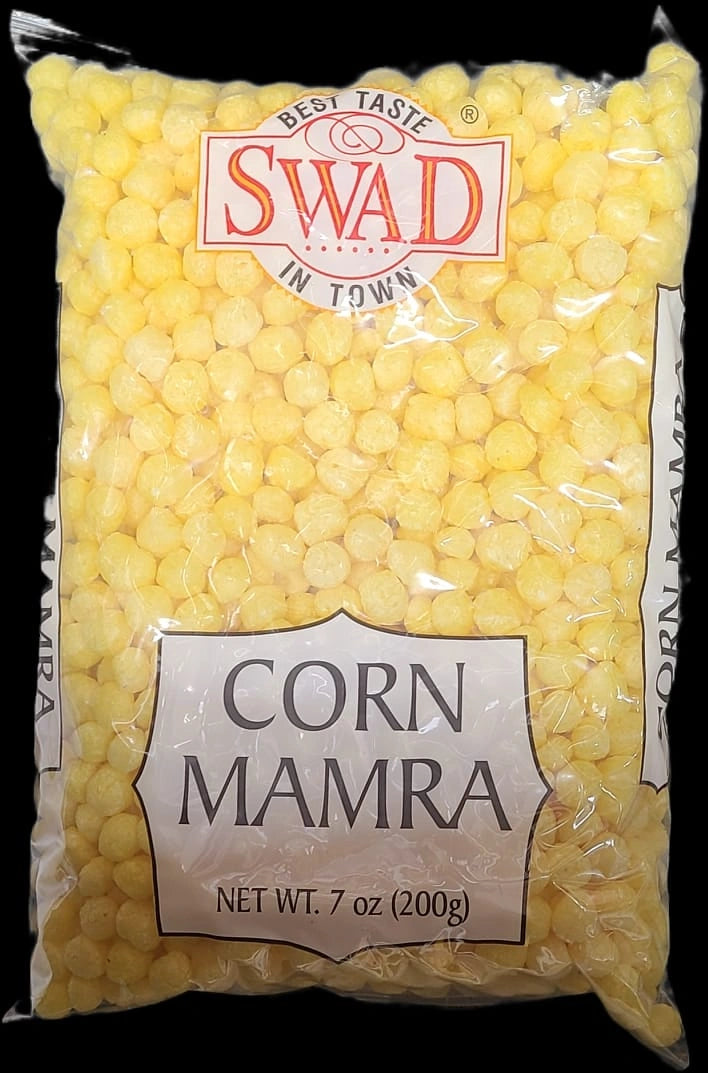 BEST TASTE
®
SWAD
IN TOWN
CORN
MAMRA
NET WT. 7 oz (200g)
MAMRA
CORN MAMRA